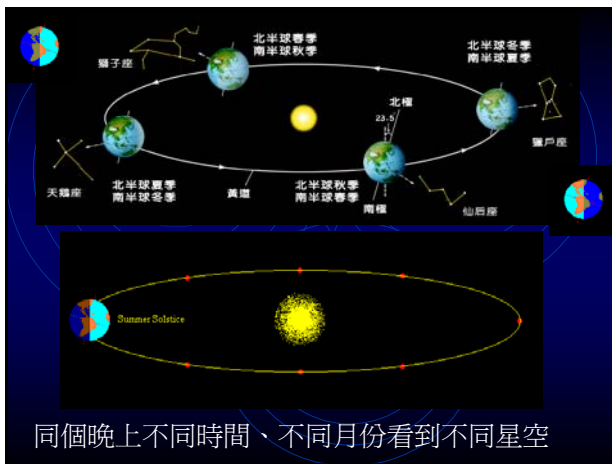 獅子座
北半球春季
南半球秋季
北半球冬季
南半球夏季
北極
23.5
獵戶座
天鵝座
北半球夏季
南半球冬季
黃道
北半球秋季
南半球春季
南極
仙后座
Summer Solstice
同個晚上不同時間、不同月份看到不同星空